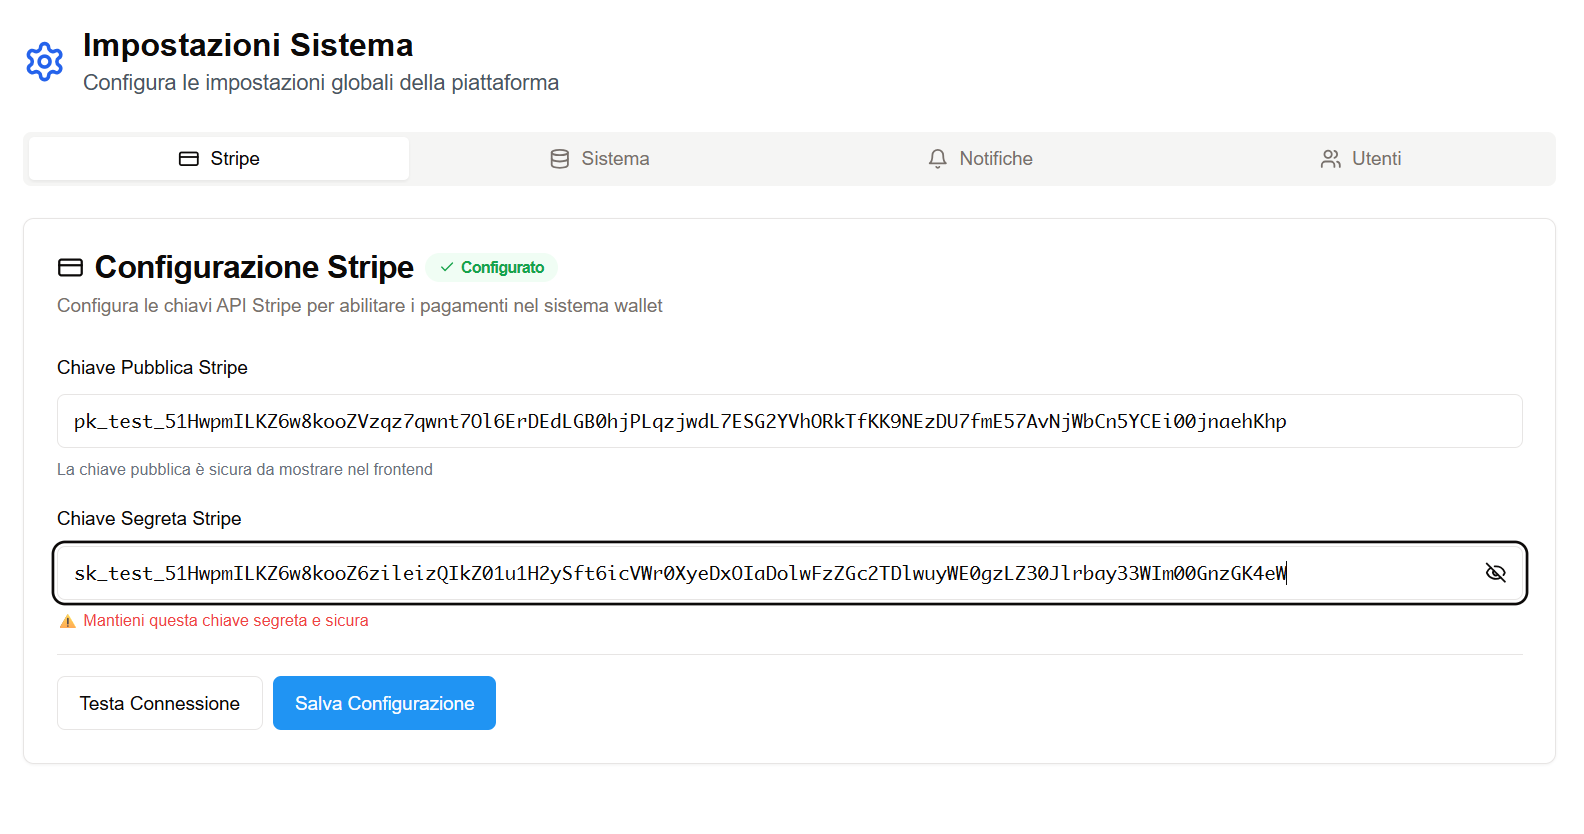 Impostazioni Sistema
Configura le impostazioni globali della piattaforma
Stripe
Sistema
Notifiche
Utenti
Configurazione Stripe
Configurato
Configura le chiavi API Stripe per abilitare i pagamenti nel sistema wallet
Chiave Pubblica Stripe
pk_test_51HwpmILKZ6w8kooZVzqz7qwnt7Ol6ErDEdLGB0hjPLqzjwdL7ESG2YVhORkTfKK9NEzDU7fmE57AvNjWbCn5YCEi00jnaehKhp
La chiave pubblica è sicura da mostrare nel frontend
Chiave Segreta Stripe
sk_test_51HwpmILKZ6w8kooZ6zileizQIkZ01u1H2ySft6icVWr0XyeDxOIaDolwFzZGc2TDlwuyWE0gzLZ30Jlrbay33WIm00GnzGK4eW
Mantieni questa chiave segreta e sicura
Testa Connessione
Salva Configurazione